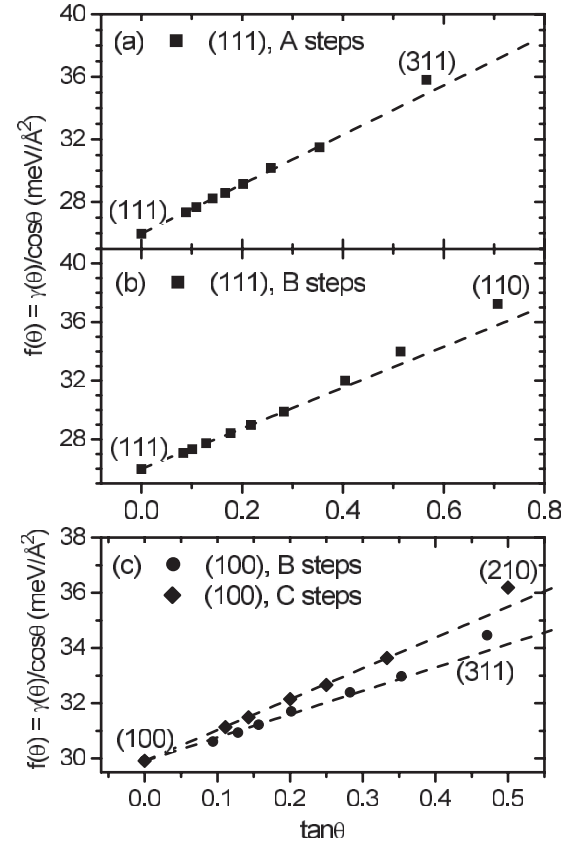 40
(a) ■ (111), A steps
(311)
36
32
28
(111)
40
(b) ■ (111), B steps
(110)
36
32
28
(111)
0.0 0.2 0.4 0.6 0.8
f(θ) = γ(θ)/cosθ (meV/Å²)
38
(c) ● (100), B steps
◆ (100), C steps
(210)
36
34
(311)
32
(100)
30
0.0 0.1 0.2 0.3 0.4 0.5
f(θ) = γ(θ)/cosθ (meV/Å²)
tanθ